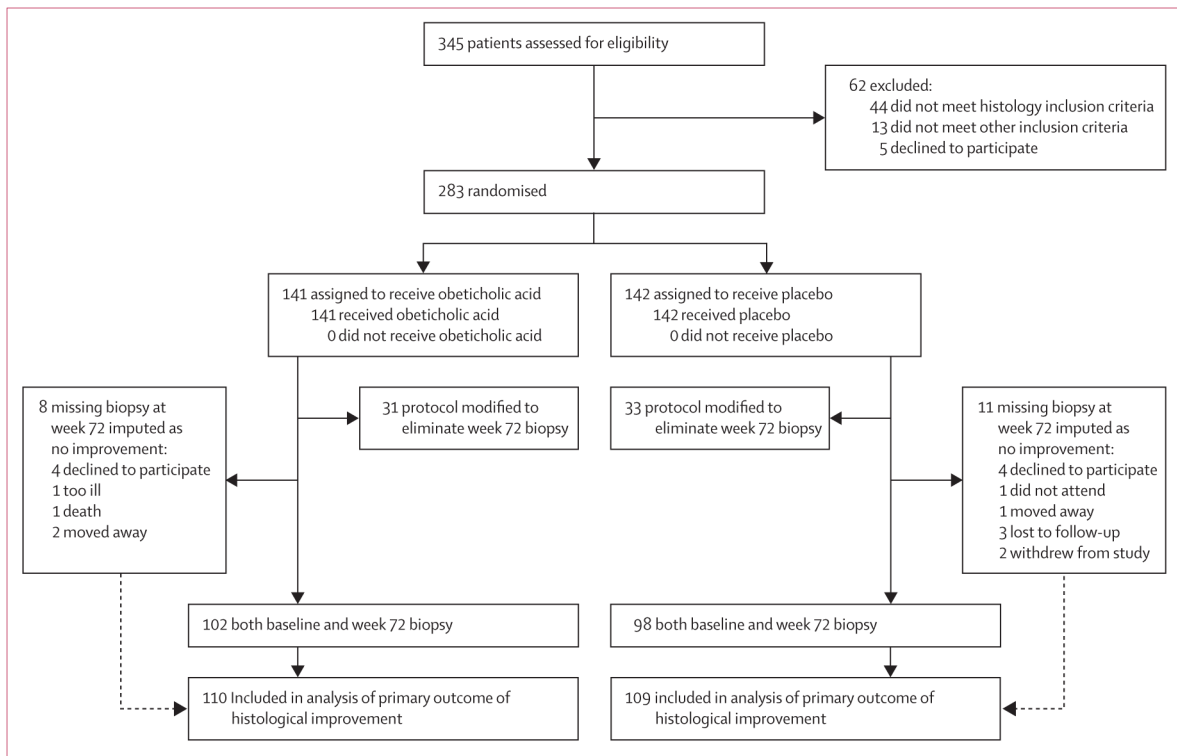 345 patients assessed for eligibility
62 excluded:
44 did not meet histology inclusion criteria
13 did not meet other inclusion criteria
5 declined to participate
283 randomised
141 assigned to receive obeticholic acid
141 received obeticholic acid
0 did not receive obeticholic acid
142 assigned to receive placebo
142 received placebo
0 did not receive placebo
8 missing biopsy at
week 72 imputed as
no improvement:
4 declined to participate
1 too ill
1 death
2 moved away
31 protocol modified to
eliminate week 72 biopsy
33 protocol modified to
eliminate week 72 biopsy
11 missing biopsy at
week 72 imputed as
no improvement:
4 declined to participate
1 did not attend
1 moved away
3 lost to follow-up
2 withdrew from study
102 both baseline and week 72 biopsy
98 both baseline and week 72 biopsy
110 Included in analysis of primary outcome of
histological improvement
109 included in analysis of primary outcome of
histological improvement